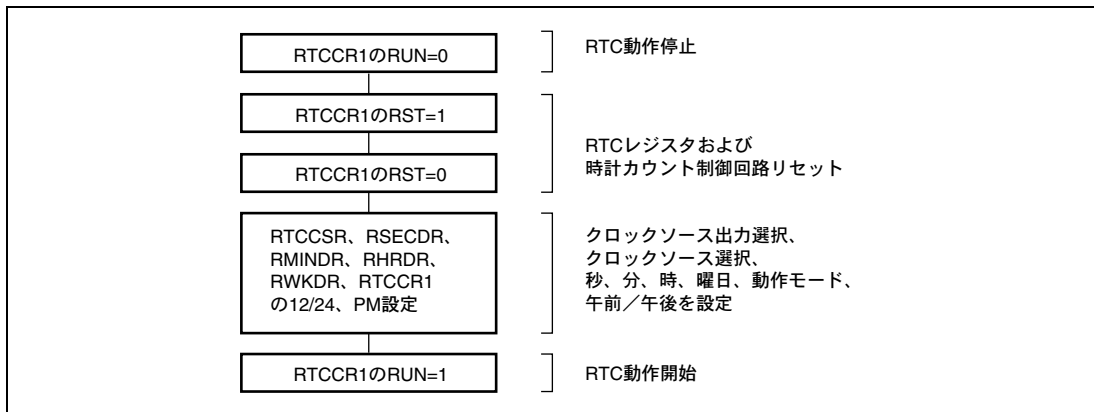 RTCCR1のRUN=0
RTC動作停止
RTCCR1のRST=1
RTCCR1のRST=0
RTCレジスタおよび
時計カウント制御回路リセット
RTCCSR、RSECDR、
RMINDR、RHRDR、
RWKDR、RTCCR1
の12/24、PM設定
クロックソース出力選択、
クロックソース選択、
秒、分、時、曜日、動作モード、
午前／午後を設定
RTCCR1のRUN=1
RTC動作開始